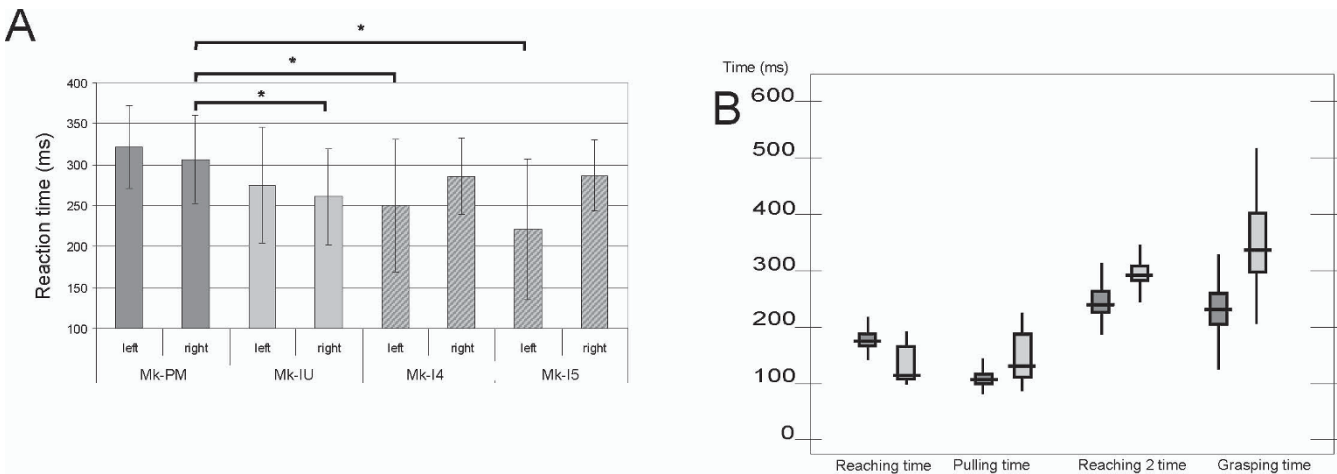 A
*
*
*
400
350
300
250
200
150
100
Reaction time (ms)
left right left right left right left right
Mk-PM Mk-IU Mk-I4 Mk-I5
B
Time (ms)
600
500
400
300
200
100
0
Reaching time Pulling time Reaching 2 time Grasping time